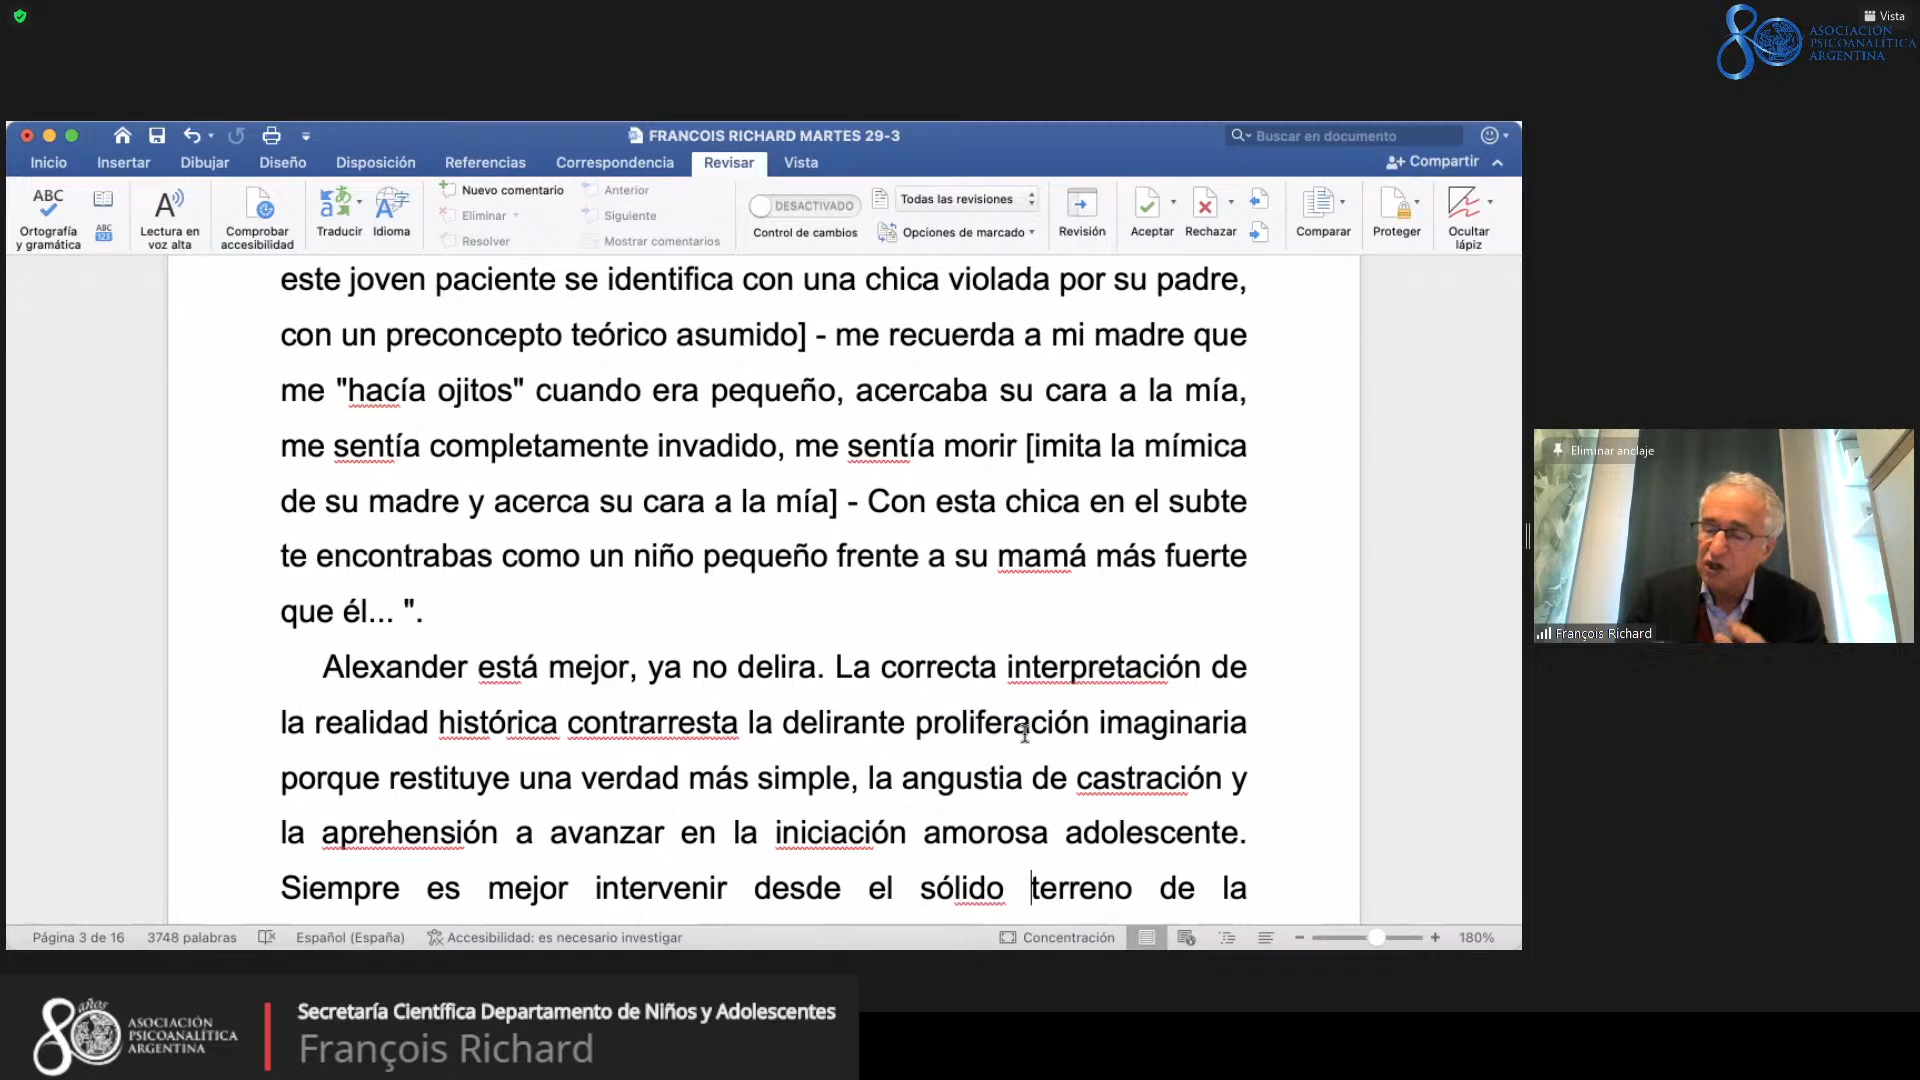 Vista
ASOCIACIÓN
PSICOANALÍTICA
ARGENTINA
FRANCOIS RICHARD MARTES 29-3
Buscar en documento
Inicio
Insertar
Dibujar
Diseño
Disposición
Referencias
Correspondencia
Revisar
Vista
Compartir
ABC
Ortografía
y gramática
ABC
123
Lectura en
voz alta
Comprobar
accesibilidad
Traducir
Idioma
Nuevo comentario
Eliminar
Resolver
Anterior
Siguiente
Mostrar comentarios
DESACTIVADO
Control de cambios
Todas las revisiones
Opciones de marcado
Revisión
Aceptar
Rechazar
Comparar
Proteger
Ocultar
lápiz
este joven paciente se identifica con una chica violada por su padre,
con un preconcepto teórico asumido] - me recuerda a mi madre que
me "hacía ojitos" cuando era pequeño, acercaba su cara a la mía,
me sentía completamente invadido, me sentía morir [imita la mímica
de su madre y acerca su cara a la mía] - Con esta chica en el subte
te encontrabas como un niño pequeño frente a su mamá más fuerte
que él... ".
Alexander está mejor, ya no delira. La correcta interpretación de
la realidad histórica contrarresta la delirante proliferación imaginaria
porque restituye una verdad más simple, la angustia de castración y
la aprehensión a avanzar en la iniciación amorosa adolescente.
Siempre es mejor intervenir desde el sólido terreno de la
Página 3 de 16
3748 palabras
Español (España)
Accesibilidad: es necesario investigar
Concentración
180%
Eliminar anclaje
François Richard
80 años
ASOCIACIÓN
PSICOANALÍTICA
ARGENTINA
Secretaría Científica Departamento de Niños y Adolescentes
François Richard